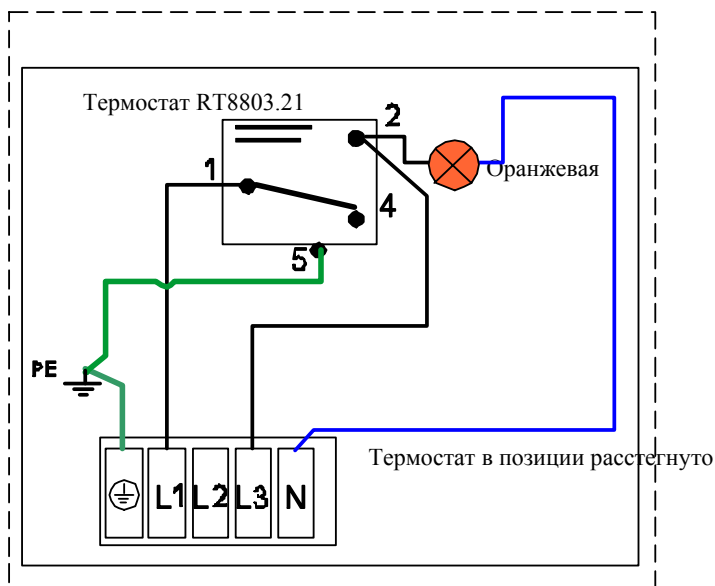 Термостат RT8803.21
2
Оранжевая
1
4
5
PE
Термостат в позиции расстегнуто
L1 L2 L3 N